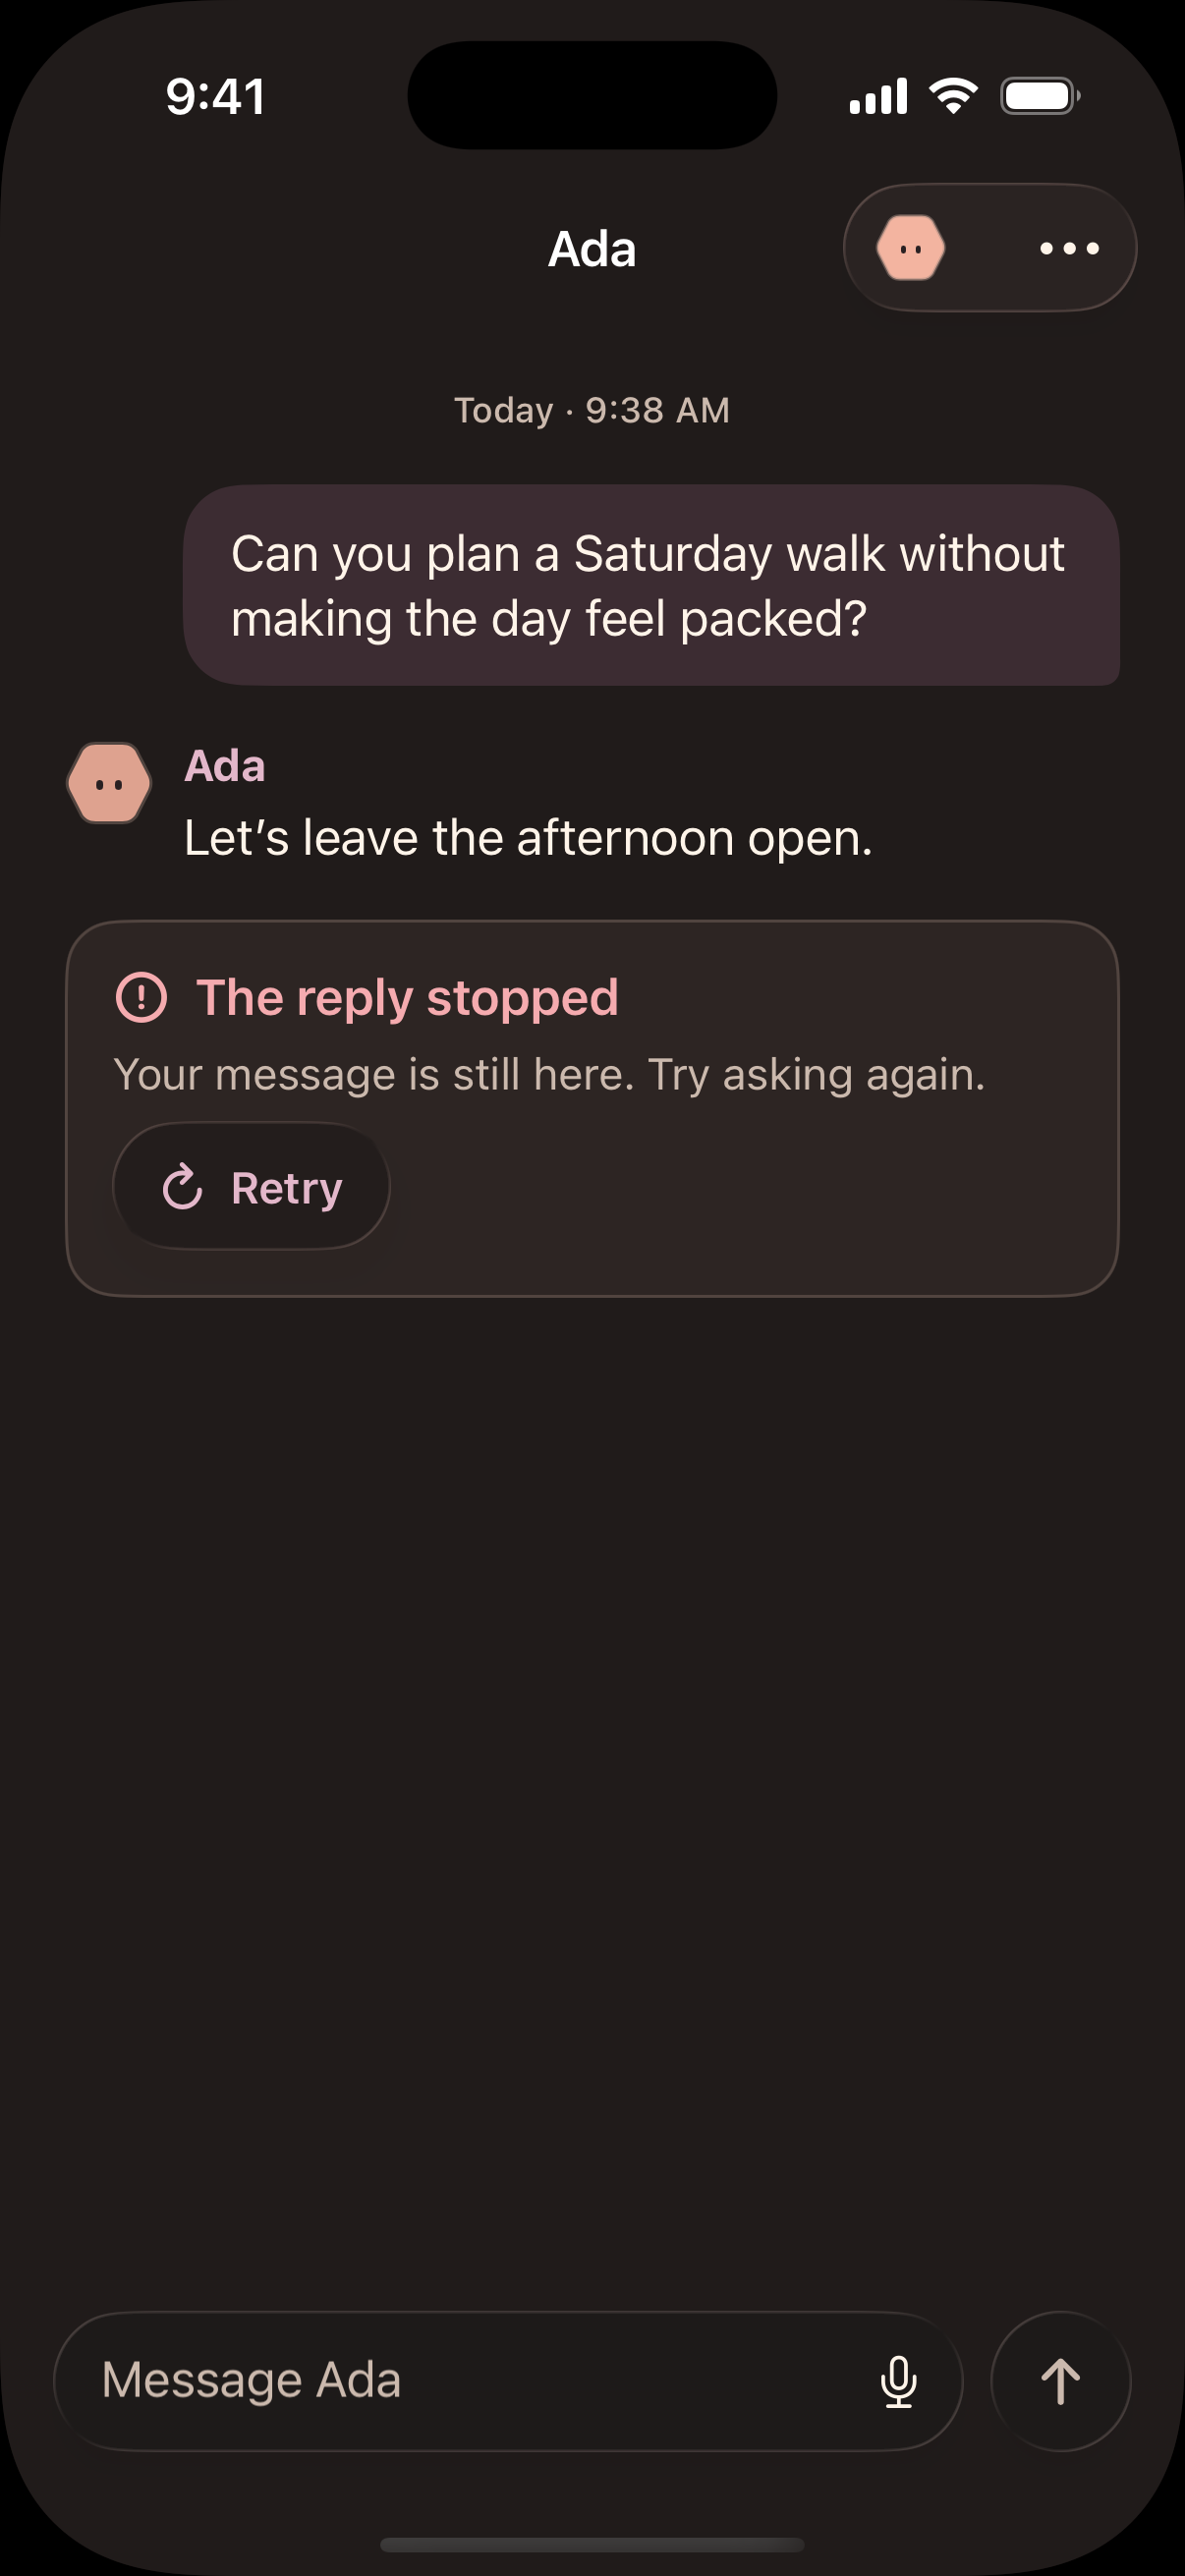 9:41
Ada
Today · 9:38 AM
Can you plan a Saturday walk without
making the day feel packed?
Ada
Let’s leave the afternoon open.
The reply stopped
Your message is still here. Try asking again.
Retry
Message Ada